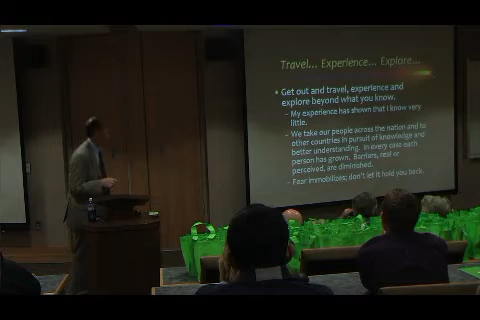 Travel... Experience... Explore...
• Get out and travel, experience and
explore beyond what you know.
– My experience has shown that I know very
little.
– We take our people across the nation and to
other countries in pursuit of knowledge and
better understanding. In every case each
person has grown. Barriers, real or
perceived, are diminished.
– Fear immobilizes; don't let it hold you back.